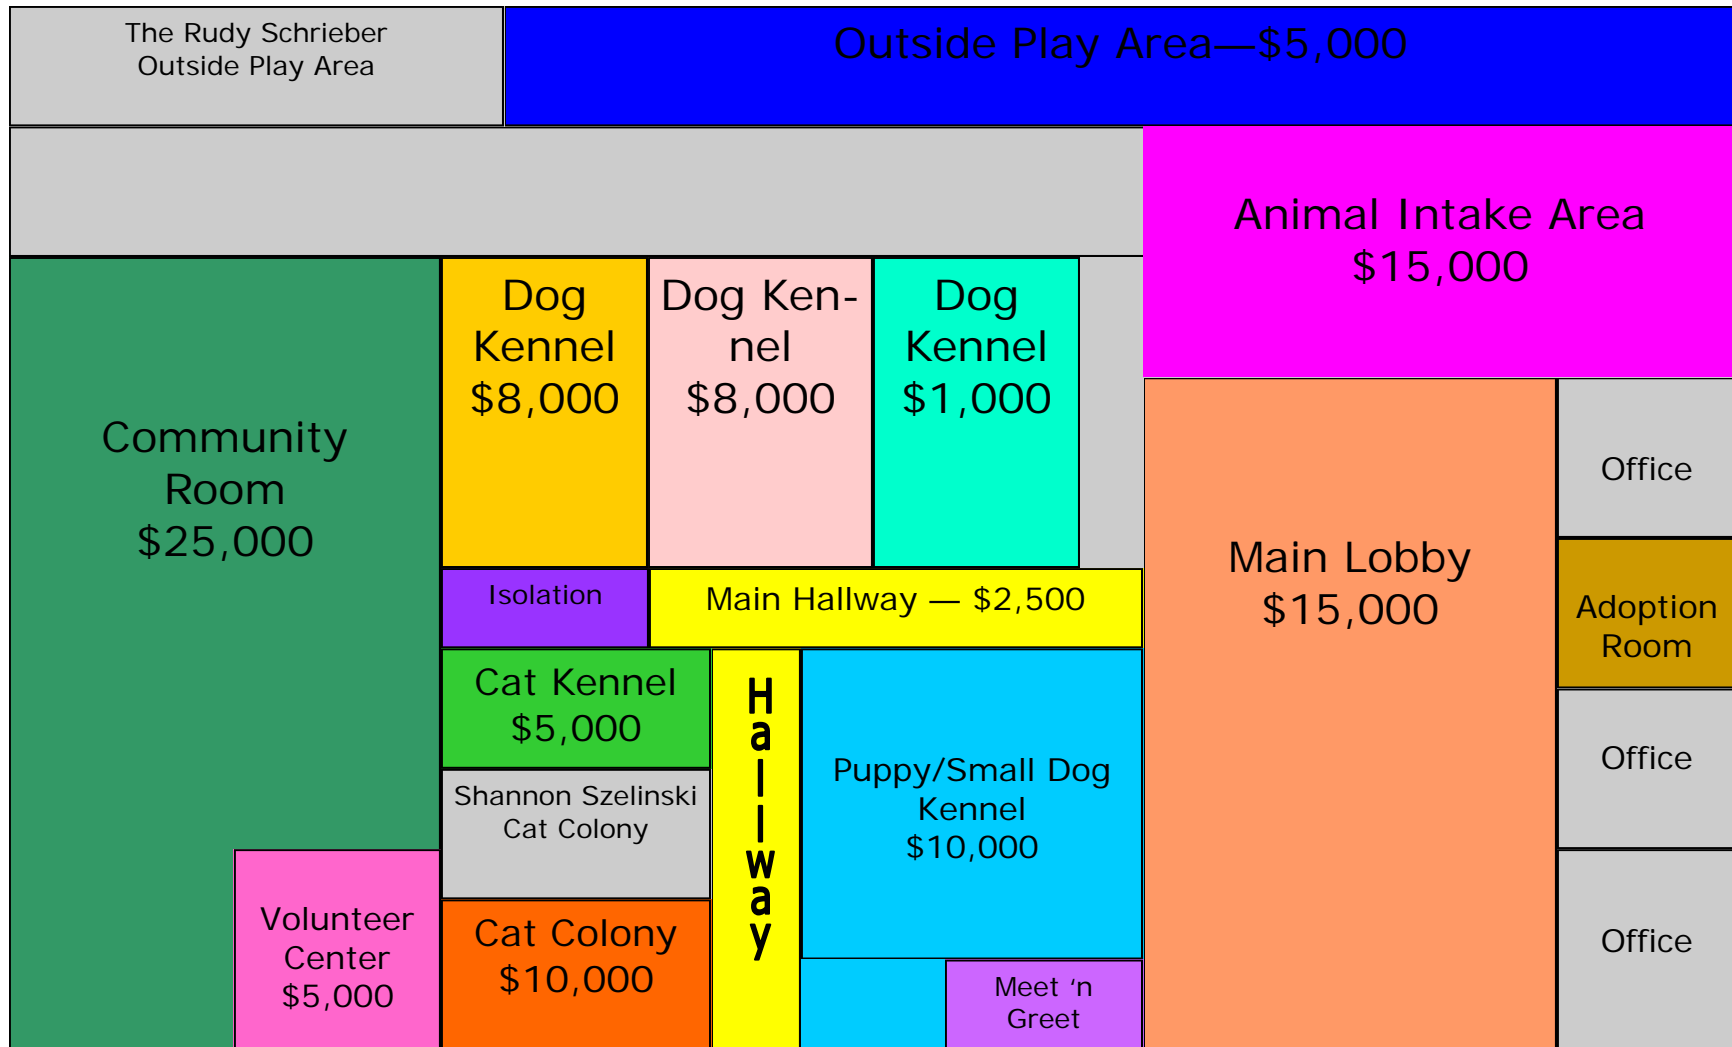 The Rudy Schrieber
Outside Play Area
Outside Play Area—$5,000
Animal Intake Area
$15,000
Community
Room
$25,000
Dog
Kennel
$8,000
Dog Ken-
nel
$8,000
Dog
Kennel
$1,000
Isolation
Main Hallway — $2,500
Cat Kennel
$5,000
Shannon Szelinski
Cat Colony
Cat Colony
$10,000
Volunteer
Center
$5,000
Hallway
Puppy/Small Dog
Kennel
$10,000
Meet ‘n
Greet
Main Lobby
$15,000
Office
Adoption
Room
Office
Office